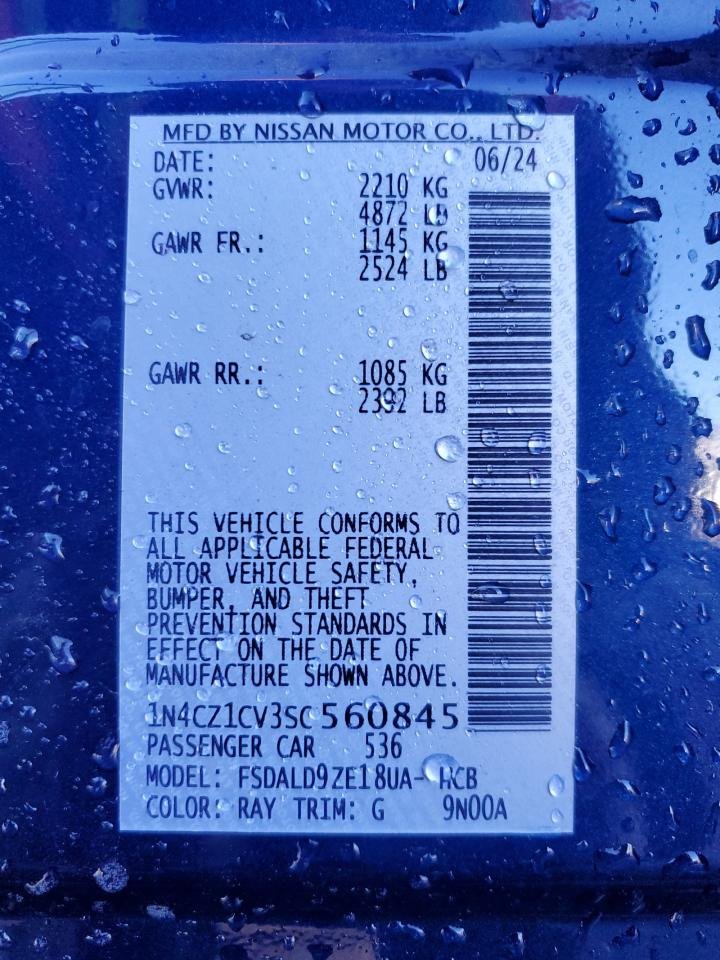 MFD BY NISSAN MOTOR CO., LTD.
DATE: 06/24
GVWR: 2210 KG
4872 LB
GAWR FR.: 1145 KG
2524 LB
GAWR RR.: 1085 KG
2392 LB
THIS VEHICLE CONFORMS TO
ALL APPLICABLE FEDERAL
MOTOR VEHICLE SAFETY,
BUMPER, AND THEFT
PREVENTION STANDARDS IN
EFFECT ON THE DATE OF
MANUFACTURE SHOWN ABOVE.
1N4CZ1CV3SC560845
PASSENGER CAR 536
MODEL: FSDALD9ZE18UA- HCB
COLOR: RAY TRIM: G 9N00A